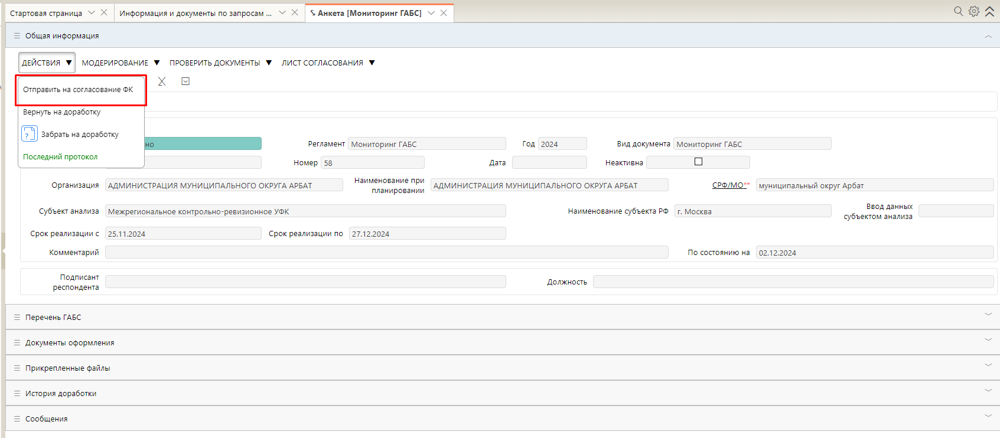 Стартовая страница
Информация и документы по запросам ...
Анкета [Мониторинг ГАБС]
Общая информация
ДЕЙСТВИЯ ▼ МОДЕРИРОВАНИЕ ▼ ПРОВЕРИТЬ ДОКУМЕНТЫ ▼ ЛИСТ СОГЛАСОВАНИЯ ▼
Отправить на согласование ФК
Вернуть на доработку
Забрать на доработку
Последний протокол
но
Регламент Мониторинг ГАБС
Год 2024
Вид документа Мониторинг ГАБС
Номер 58
Дата
Неактивна
Организация АДМИНИСТРАЦИЯ МУНИЦИПАЛЬНОГО ОКРУГА АРБАТ
Наименование при
планировании
АДМИНИСТРАЦИЯ МУНИЦИПАЛЬНОГО ОКРУГА АРБАТ
СРФ/МО** муниципальный округ Арбат
Субъект анализа Межрегиональное контрольно-ревизионное УФК
Наименование субъекта РФ г. Москва
Ввод данных
субъектом анализа
Срок реализации с 25.11.2024
Срок реализации по 27.12.2024
Комментарий
По состоянию на 02.12.2024
Подписант
респондента
Должность
Перечень ГАБС
Документы оформления
Прикрепленные файлы
История доработки
Сообщения